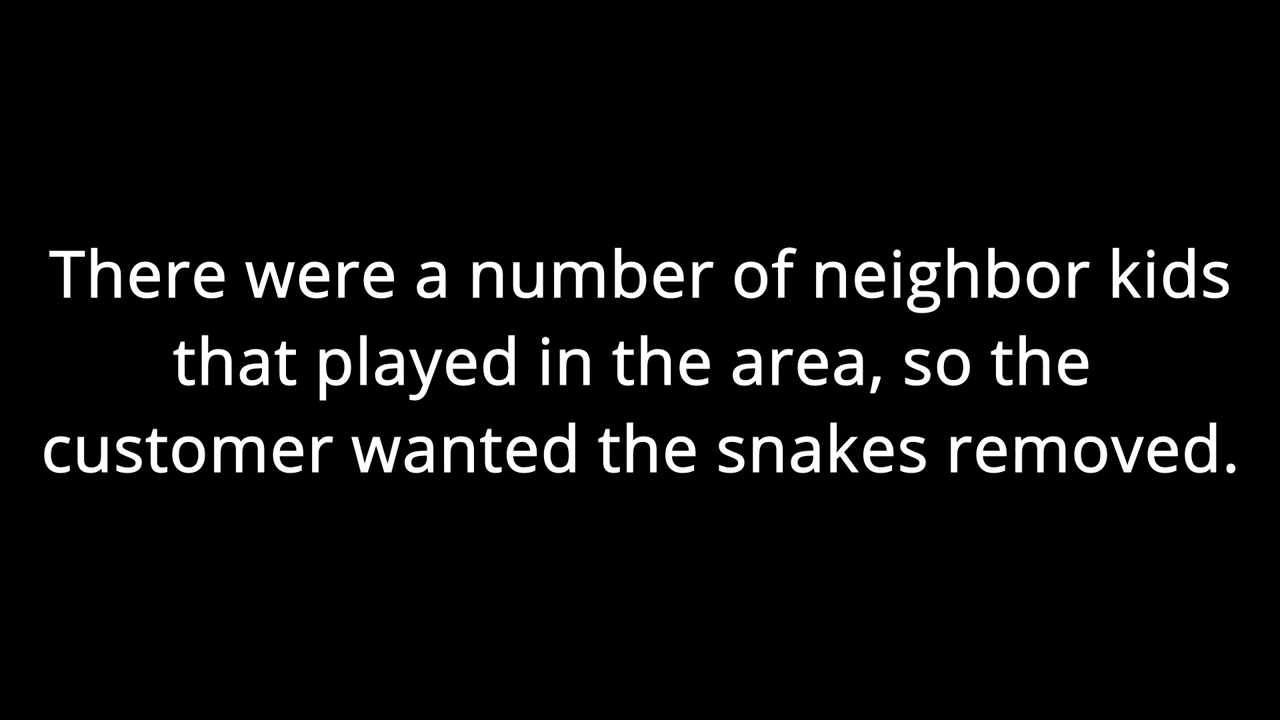 There were a number of neighbor kids
that played in the area, so the
customer wanted the snakes removed.